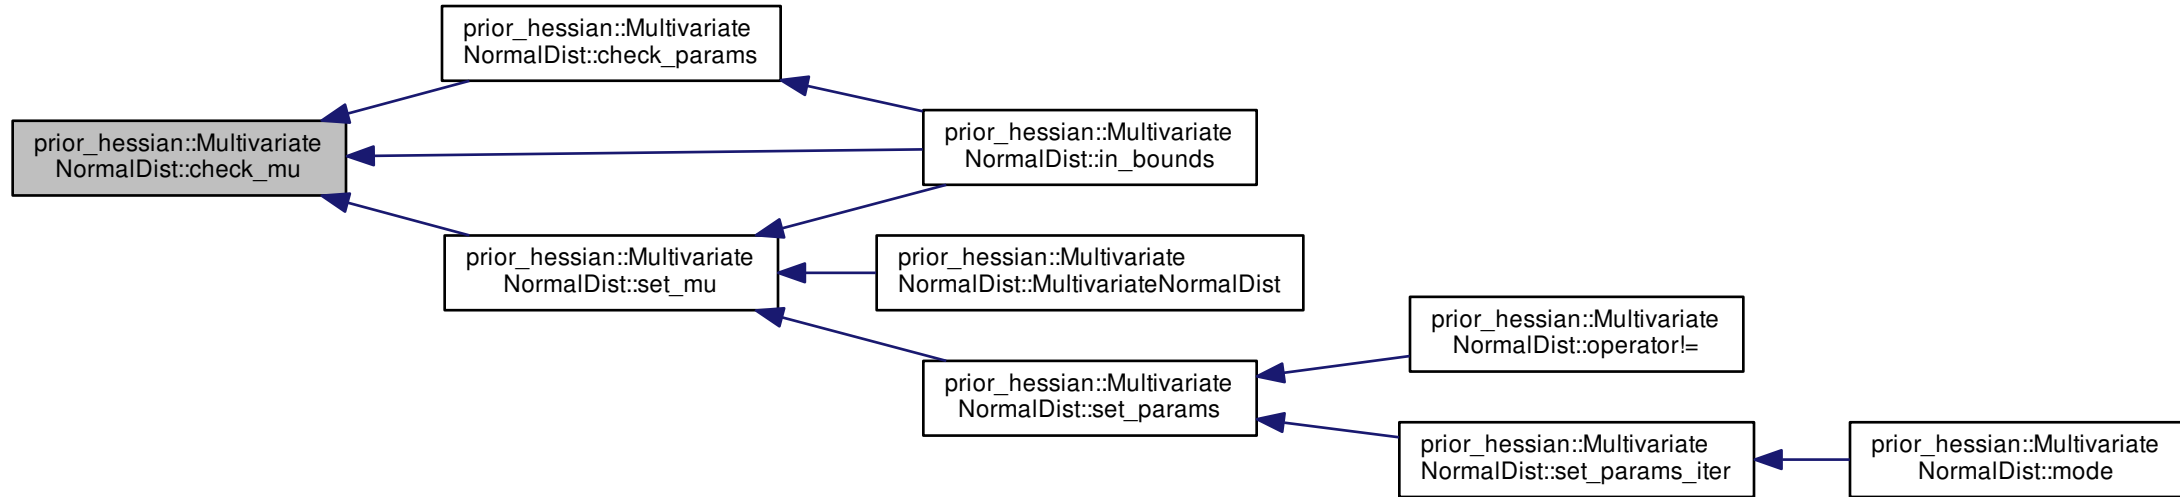 prior_hessian::Multivariate
NormalDist::check_params
prior_hessian::Multivariate
NormalDist::check_mu
prior_hessian::Multivariate
NormalDist::in_bounds
prior_hessian::Multivariate
NormalDist::set_mu
prior_hessian::Multivariate
NormalDist::MultivariateNormalDist
prior_hessian::Multivariate
NormalDist::operator!=
prior_hessian::Multivariate
NormalDist::set_params
prior_hessian::Multivariate
NormalDist::set_params_iter
prior_hessian::Multivariate
NormalDist::mode